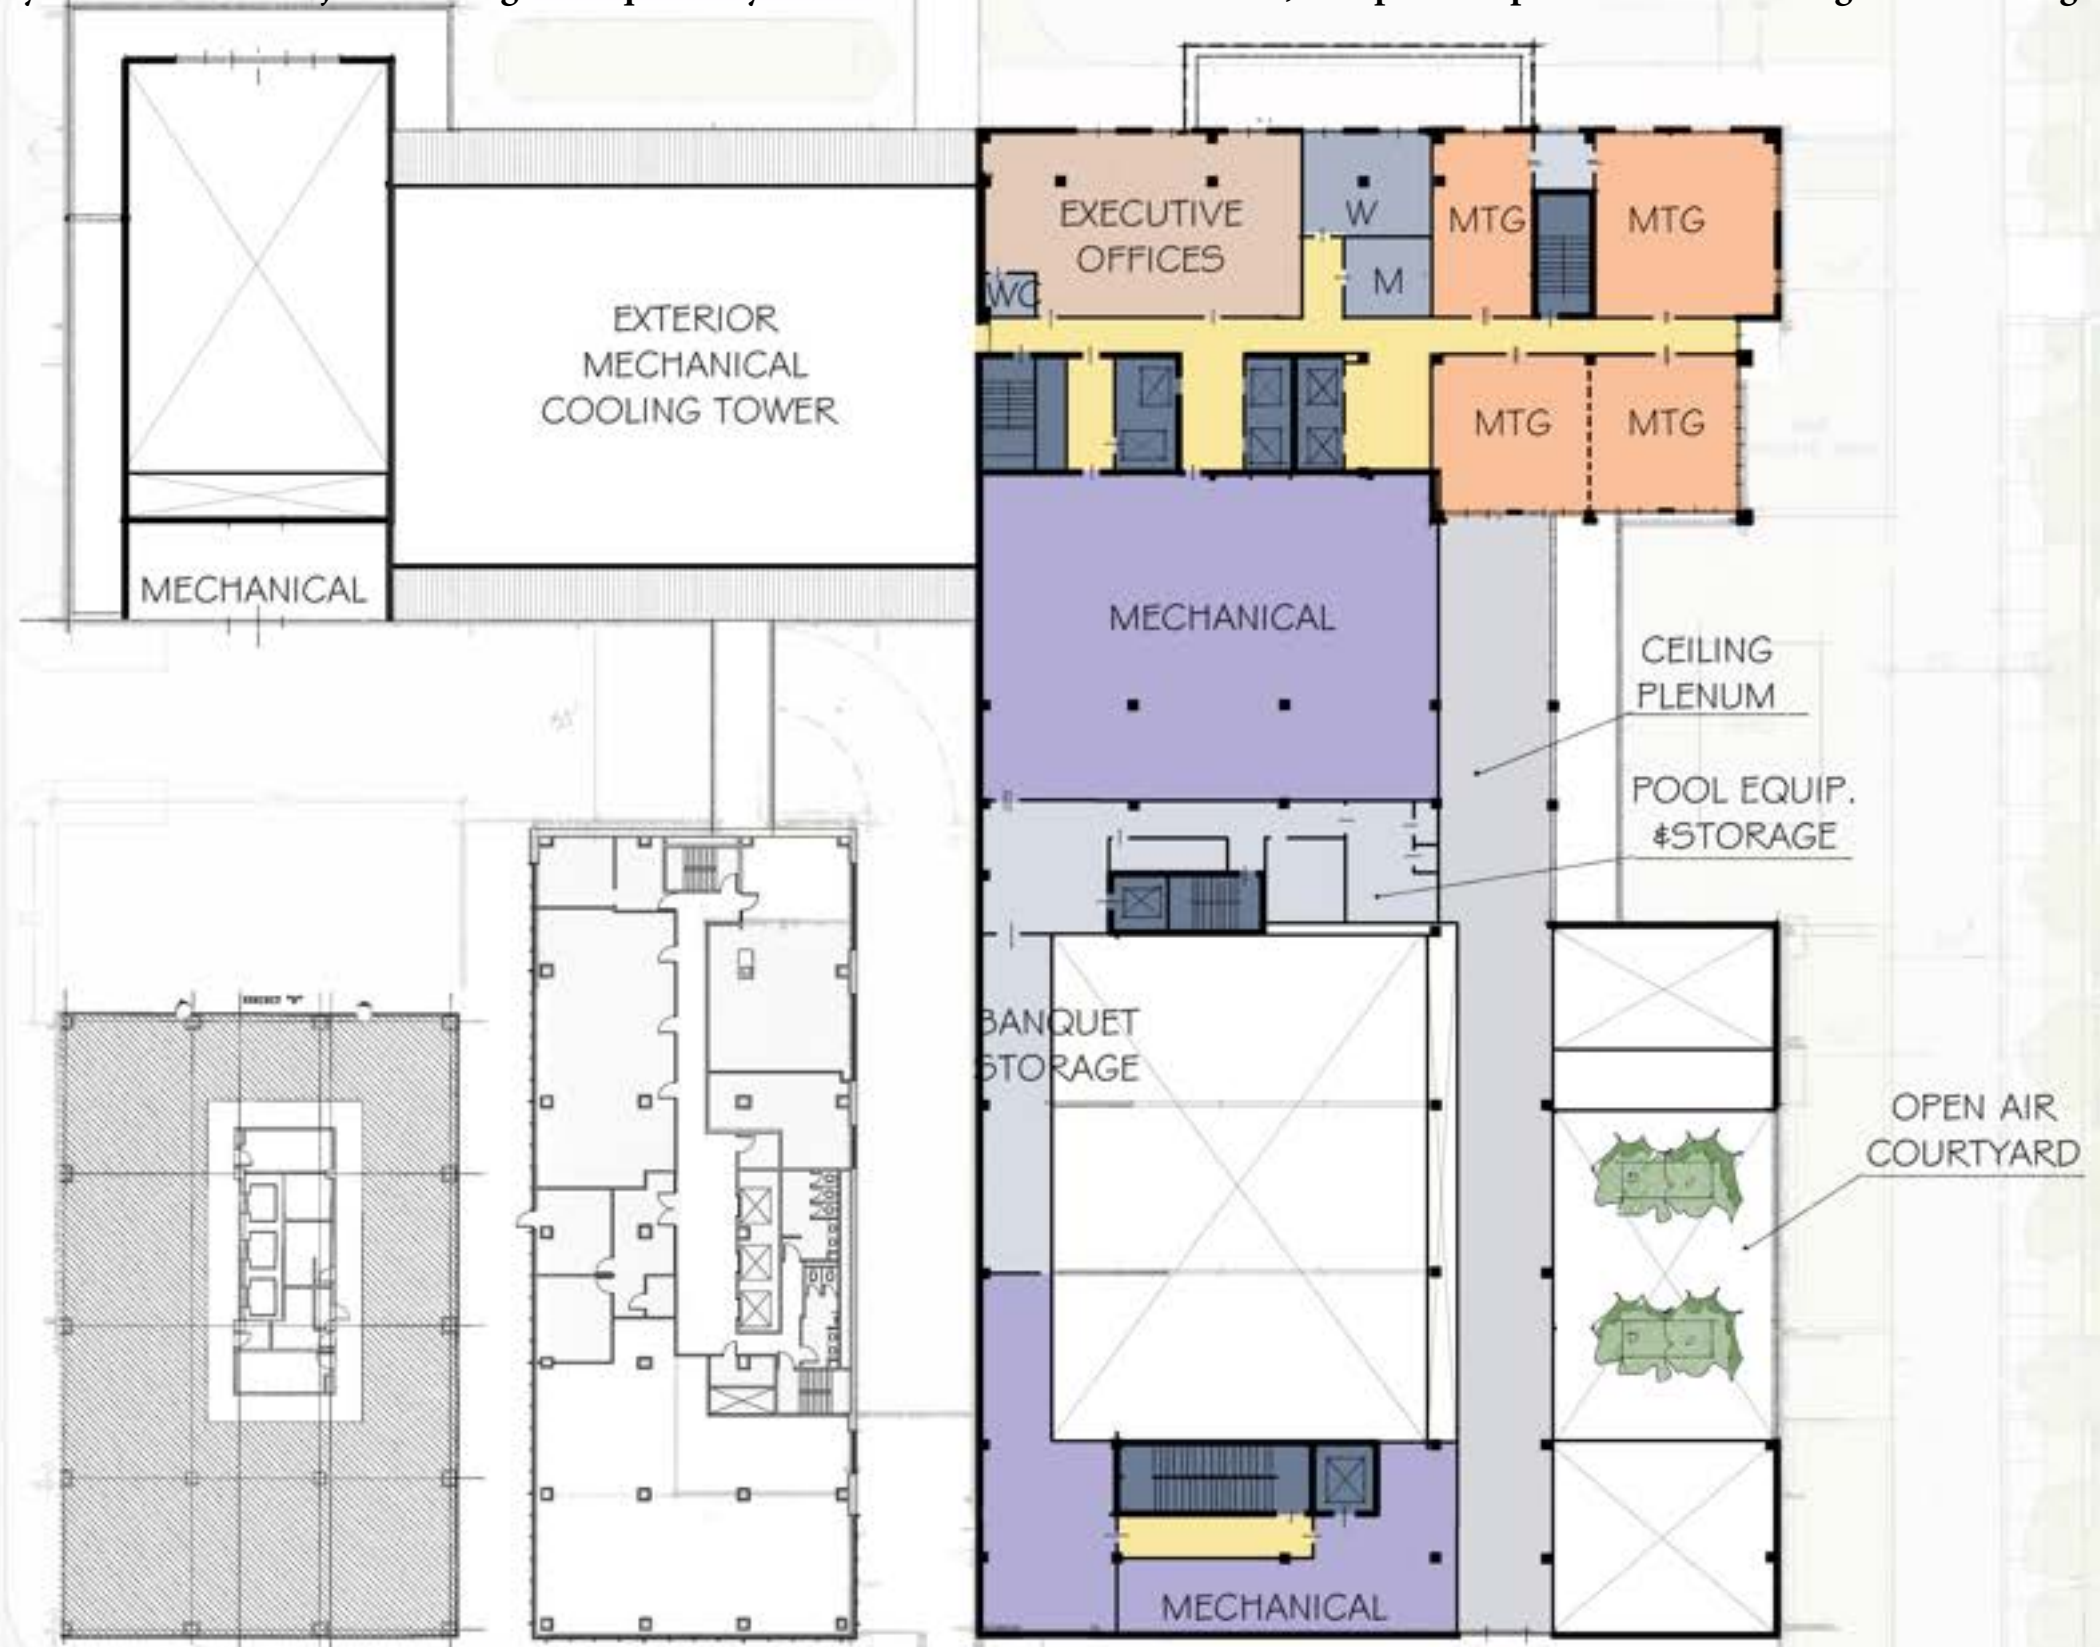 EXECUTIVE
OFFICES
W
MTG
MTG
M
WC
EXTERIOR
MECHANICAL
COOLING TOWER
MTG
MTG
MECHANICAL
MECHANICAL
CEILING
PLENUM
POOL EQUIP.
&STORAGE
BANQUET
STORAGE
OPEN AIR
COURTYARD
MECHANICAL